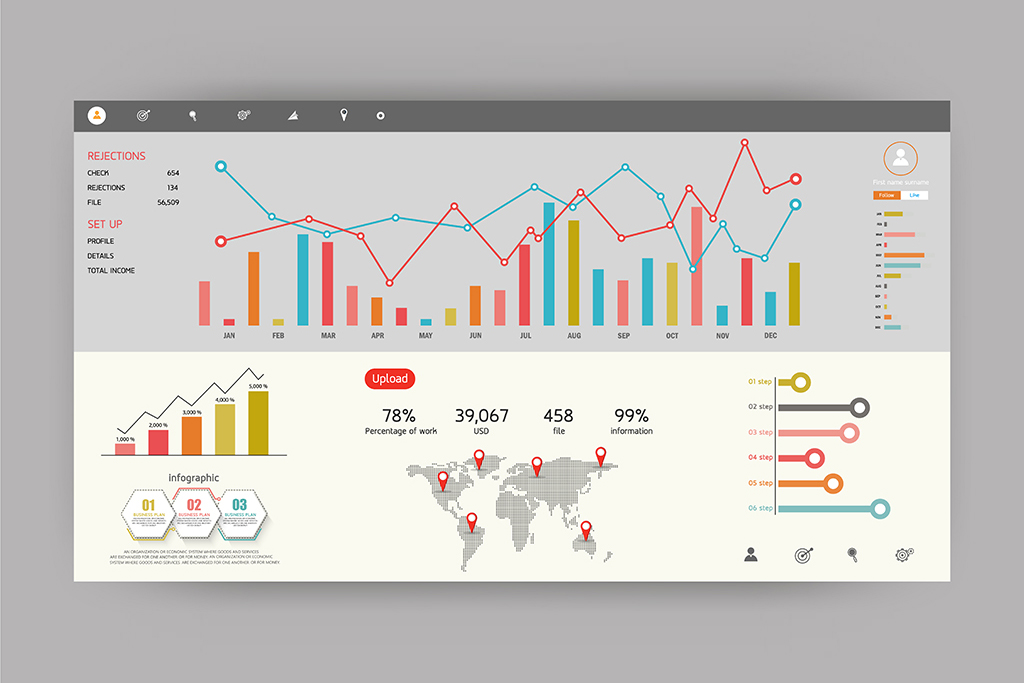 REJECTIONS
CHECK 654
REJECTIONS 134
FILE 56,509
SET UP
PROFILE
DETAILS
TOTAL INCOME
JAN FEB MAR APR MAY JUN JUL AUG SEP OCT NOV DEC
First name surname
Follow Line
1,000 %
2,000 %
3,000 %
4,000 %
5,000 %
infographic
01
BUSINESS PLAN
02
BUSINESS PLAN
03
BUSINESS PLAN
AN ORGANIZATION OR ECONOMIC SYSTEM WHERE GOODS AND SERVICES
ARE EXCHANGED FOR ONE ANOTHER OR FOR MONEY. AN ORGANIZATION OR ECONOMIC
SYSTEM WHERE GOODS AND SERVICES ARE EXCHANGED FOR ONE ANOTHER. OR FOR MONEY
Upload
78% 39,067 458 99%
Percentage of work USD file information
01 step
02 step
03 step
04 step
05 step
06 step